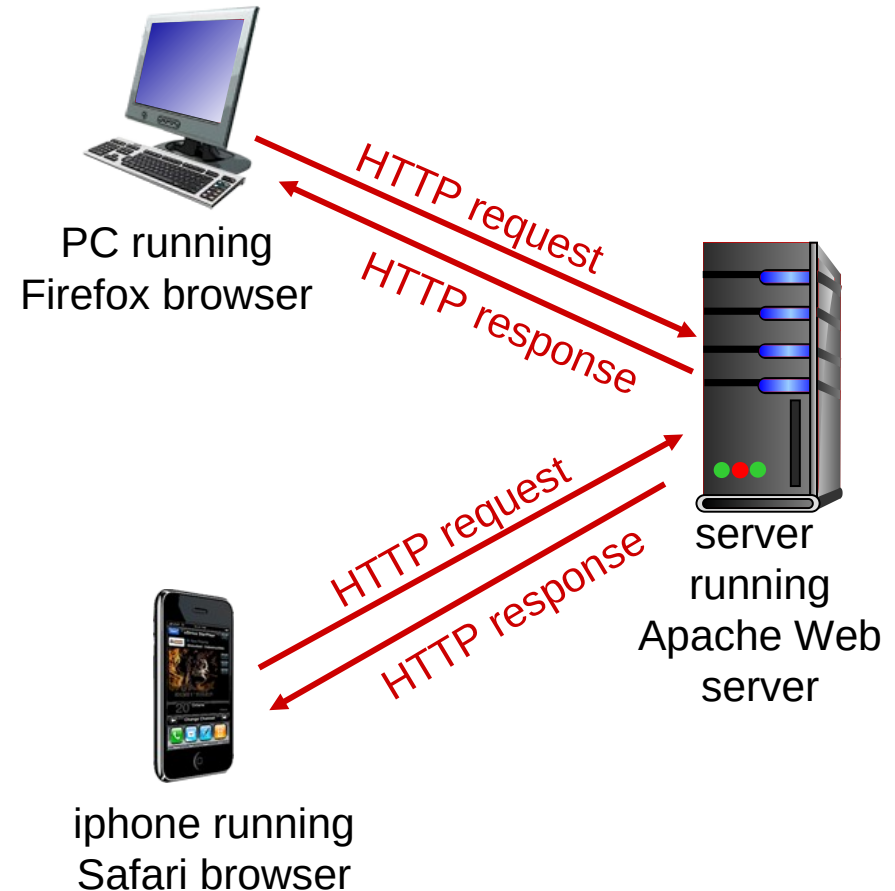 HTTP request
HTTP response
PC running
Firefox browser
server
running
Apache Web
server
HTTP request
HTTP response
iphone running
Safari browser